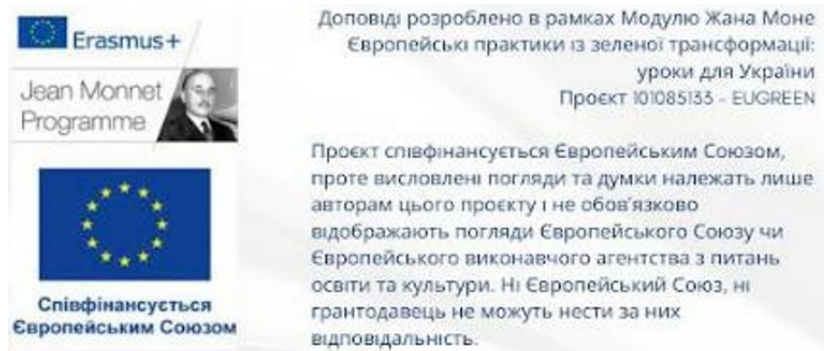 Erasmus+
Jean Monnet
Programme
Співфінансується
Європейським Союзом
Доповіді розроблено в рамках Модулю Жана Моне
Європейські практики із зеленої трансформації:
уроки для України
Проєкт 101085133 – EUGREEN
Проєкт співфінансується Європейським Союзом,
проте висловлені погляди та думки належать лише
авторам цього проєкту і не обов'язково
відображають погляди Європейського Союзу чи
Європейського виконавчого агентства з питань
освіти та культури. Ні Європейський Союз, ні
грантодавець не можуть нести за них
відповідальність.